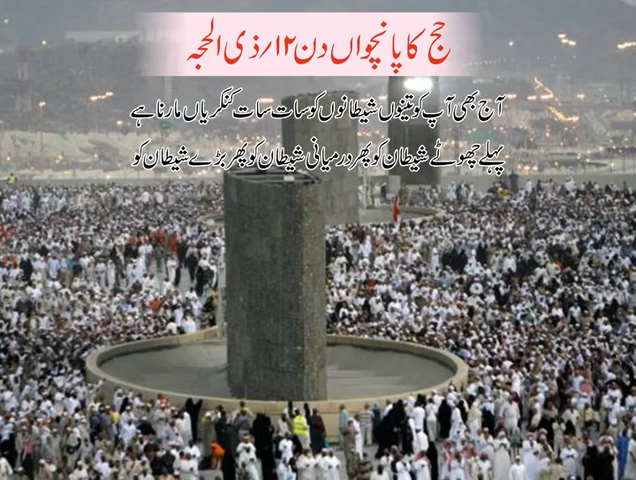 حج کا پانچواں دن ۱۲؍ذی الحجہ
آج بھی آپ کو تینوں شیطانوں کو سات سات کنکریاں مارنا ہے
پہلے چھوٹے شیطان کو پھر درمیانی شیطان کو پھر بڑے شیطان کو